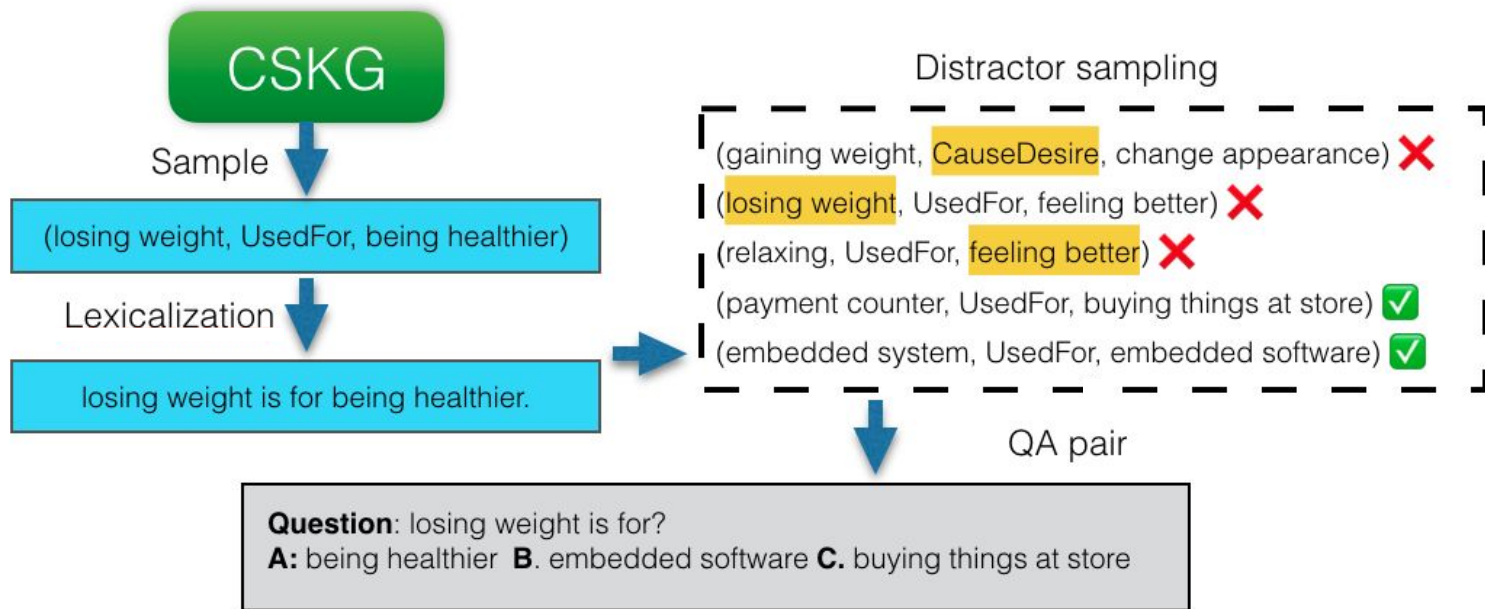 CSKG
Sample
(losing weight, UsedFor, being healthier)
Lexicalization
losing weight is for being healthier.
Distractor sampling
(gaining weight, CauseDesire, change appearance)
(losing weight, UsedFor, feeling better)
(relaxing, UsedFor, feeling better)
(payment counter, UsedFor, buying things at store)
(embedded system, UsedFor, embedded software)
QA pair
Question: losing weight is for?
A: being healthier B. embedded software C. buying things at store